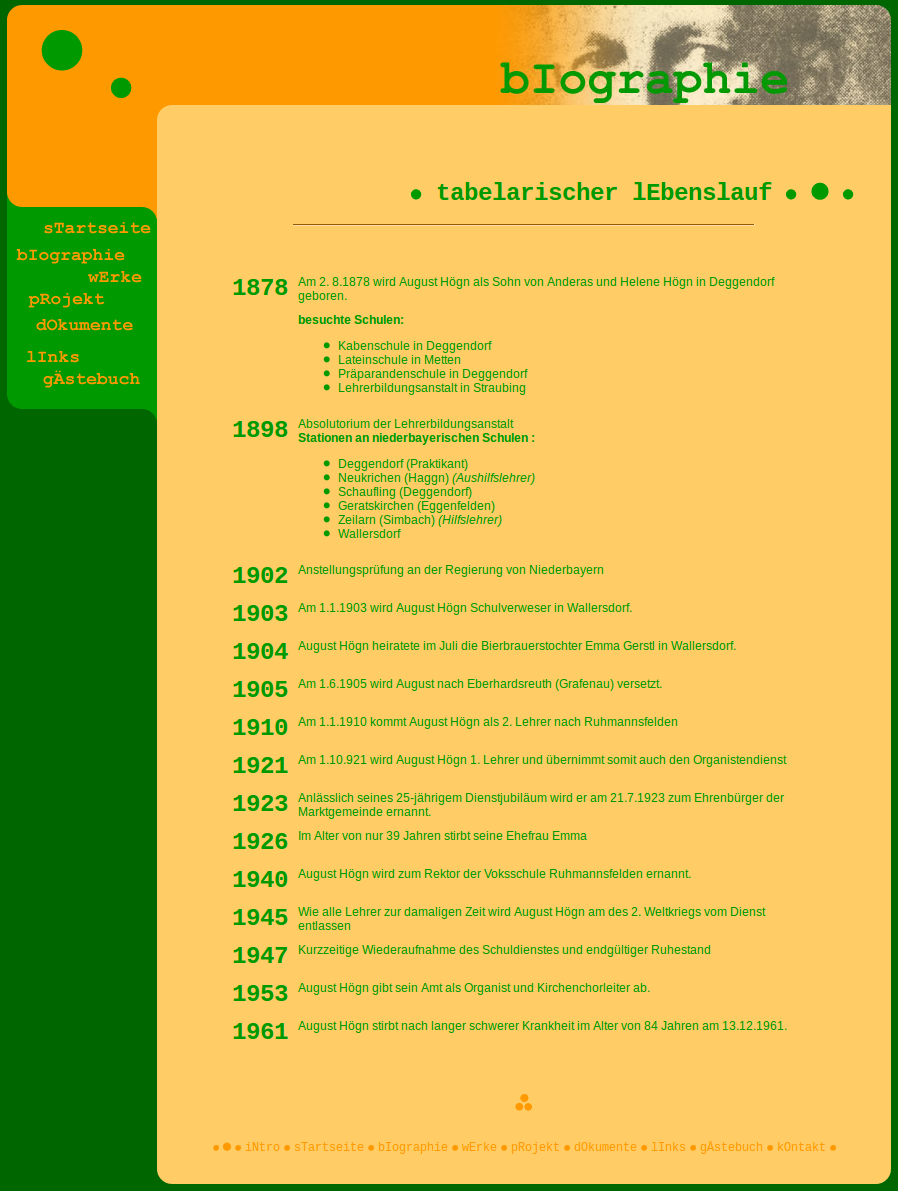 bIographie
sTartseite
bIographie
wErke
pRojekt
dOkumente
lInks
gÄstebuch
tabelarischer lEbenslauf
1878 Am 2. 8.1878 wird August Högn als Sohn von Anderas und Helene Högn in Deggendorf
geboren.
besuchte Schulen:
Kabenschule in Deggendorf
Lateinschule in Metten
Präparandenschule in Deggendorf
Lehrerbildungsanstalt in Straubing
1898 Absolutorium der Lehrerbildungsanstalt
Stationen an niederbayerischen Schulen :
Deggendorf (Praktikant)
Neukrichen (Haggn) (Aushilfslehrer)
Schaufling (Deggendorf)
Geratskirchen (Eggenfelden)
Zeilarn (Simbach) (Hilfslehrer)
Wallersdorf
1902 Anstellungsprüfung an der Regierung von Niederbayern
1903 Am 1.1.1903 wird August Högn Schulverweser in Wallersdorf.
1904 August Högn heiratete im Juli die Bierbrauerstochter Emma Gerstl in Wallersdorf.
1905 Am 1.6.1905 wird August nach Eberhardsreuth (Grafenau) versetzt.
1910 Am 1.1.1910 kommt August Högn als 2. Lehrer nach Ruhmannsfelden
1921 Am 1.10.921 wird August Högn 1. Lehrer und übernimmt somit auch den Organistendienst
1923 Anlässlich seines 25-jährigem Dienstjubiläum wird er am 21.7.1923 zum Ehrenbürger der
Marktgemeinde ernannt.
1926 Im Alter von nur 39 Jahren stirbt seine Ehefrau Emma
1940 August Högn wird zum Rektor der Voksschule Ruhmannsfelden ernannt.
1945 Wie alle Lehrer zur damaligen Zeit wird August Högn am des 2. Weltkriegs vom Dienst
entlassen
1947 Kurzzeitige Wiederaufnahme des Schuldienstes und endgültiger Ruhestand
1953 August Högn gibt sein Amt als Organist und Kirchenchorleiter ab.
1961 August Högn stirbt nach langer schwerer Krankheit im Alter von 84 Jahren am 13.12.1961.
iNtro ● sTartseite ● bIographie ● wErke ● pRojekt ● dOkumente ● lInks ● gÄstebuch ● kOntakt